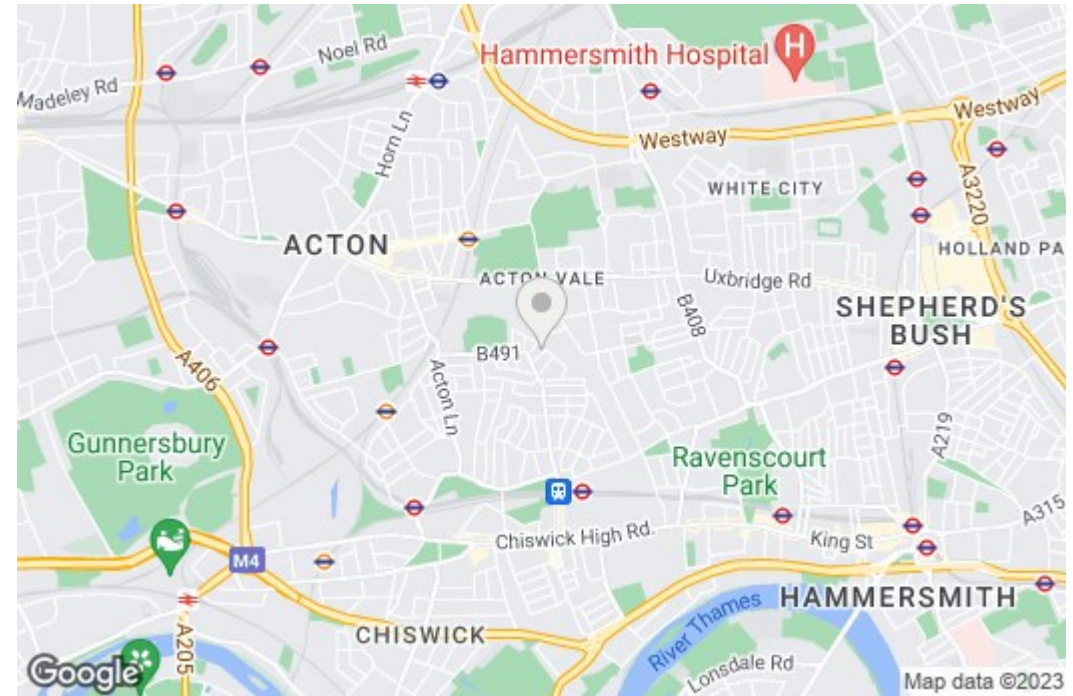 Noel Rd
Hammersmith Hospital
H
Madeley Rd
Westway
Westway
Horn Ln
WHITE CITY
A3220
ACTON
HOLLAND PA
ACTON VALE
Uxbridge Rd
B408
SHEPHERD'S
BUSH
B491
A406
Acton Ln
A219
Gunnersbury
Park
Ravenscourt
Park
A315
Chiswick High Rd.
King St
M4
HAMMERSMITH
River Thames
CHISWICK
A205
Lonsdale Rd
Google
Map data ©2023